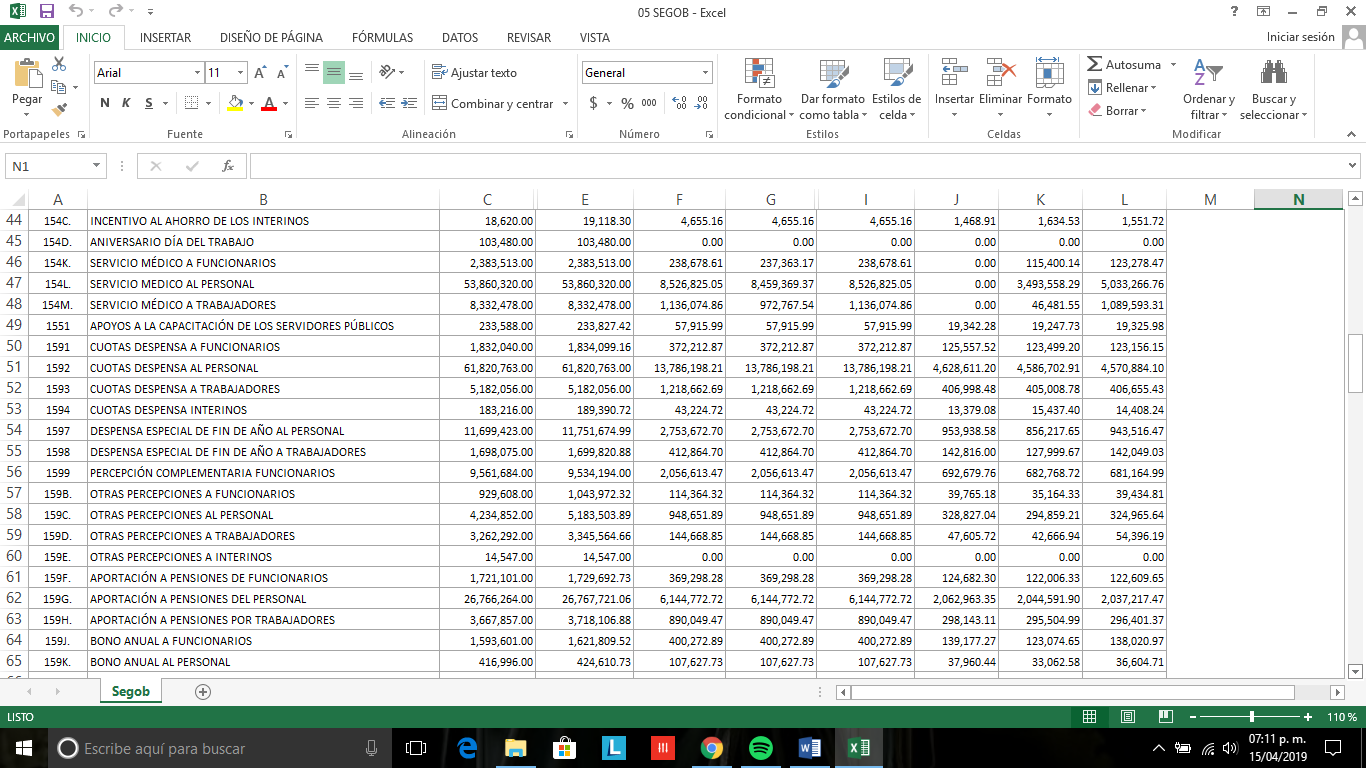 05 SEGOB - Excel
ARCHIVO INICIO INSERTAR DISEÑO DE PÁGINA FÓRMULAS DATOS REVISAR VISTA Iniciar sesión
Pegar
Arial 11
N K S
Ajustar texto
Combinar y centrar
General
$ % 000
Formato condicional
Dar formato como tabla
Estilos de celda
Insertar Eliminar Formato
Autosuma
Rellenar
Borrar
Ordenar y filtrar
Buscar y seleccionar
Portapapeles Fuente Alineación Número Estilos Celdas Modificar
N1 fx
A B C E F G I J K L M N
44 154C. INCENTIVO AL AHORRO DE LOS INTERINOS 18,620.00 19,118.30 4,655.16 4,655.16 4,655.16 1,468.91 1,634.53 1,551.72
45 154D. ANIVERSARIO DÍA DEL TRABAJO 103,480.00 103,480.00 0.00 0.00 0.00 0.00 0.00 0.00
46 154K. SERVICIO MÉDICO A FUNCIONARIOS 2,383,513.00 2,383,513.00 238,678.61 237,363.17 238,678.61 0.00 115,400.14 123,278.47
47 154L. SERVICIO MEDICO AL PERSONAL 53,860,320.00 53,860,320.00 8,526,825.05 8,459,369.37 8,526,825.05 0.00 3,493,558.29 5,033,266.76
48 154M. SERVICIO MÉDICO A TRABAJADORES 8,332,478.00 8,332,478.00 1,136,074.86 972,767.54 1,136,074.86 0.00 46,481.55 1,089,593.31
49 1551 APOYOS A LA CAPACITACIÓN DE LOS SERVIDORES PÚBLICOS 233,588.00 233,827.42 57,915.99 57,915.99 57,915.99 19,342.28 19,247.73 19,325.98
50 1591 CUOTAS DESPENSA A FUNCIONARIOS 1,832,040.00 1,834,099.16 372,212.87 372,212.87 372,212.87 125,557.52 123,499.20 123,156.15
51 1592 CUOTAS DESPENSA AL PERSONAL 61,820,763.00 61,820,763.00 13,786,198.21 13,786,198.21 13,786,198.21 4,628,611.20 4,586,702.91 4,570,884.10
52 1593 CUOTAS DESPENSA A TRABAJADORES 5,182,056.00 5,182,056.00 1,218,662.69 1,218,662.69 1,218,662.69 406,998.48 405,008.78 406,655.43
53 1594 CUOTAS DESPENSA INTERINOS 183,216.00 189,390.72 43,224.72 43,224.72 43,224.72 13,379.08 15,437.40 14,408.24
54 1597 DESPENSA ESPECIAL DE FIN DE AÑO AL PERSONAL 11,699,423.00 11,751,674.99 2,753,672.70 2,753,672.70 2,753,672.70 953,938.58 856,217.65 943,516.47
55 1598 DESPENSA ESPECIAL DE FIN DE AÑO A TRABAJADORES 1,698,075.00 1,699,820.88 412,864.70 412,864.70 412,864.70 142,816.00 127,999.67 142,049.03
56 1599 PERCEPCIÓN COMPLEMENTARIA FUNCIONARIOS 9,561,684.00 9,534,194.00 2,056,613.47 2,056,613.47 2,056,613.47 692,679.76 682,768.72 681,164.99
57 159B. OTRAS PERCEPCIONES A FUNCIONARIOS 929,608.00 1,043,972.32 114,364.32 114,364.32 114,364.32 39,765.18 35,164.33 39,434.81
58 159C. OTRAS PERCEPCIONES AL PERSONAL 4,234,852.00 5,183,503.89 948,651.89 948,651.89 948,651.89 328,827.04 294,859.21 324,965.64
59 159D. OTRAS PERCEPCIONES A TRABAJADORES 3,262,292.00 3,345,564.66 144,668.85 144,668.85 144,668.85 47,605.72 42,666.94 54,396.19
60 159E. OTRAS PERCEPCIONES A INTERINOS 14,547.00 14,547.00 0.00 0.00 0.00 0.00 0.00 0.00
61 159F. APORTACIÓN A PENSIONES DE FUNCIONARIOS 1,721,101.00 1,729,692.73 369,298.28 369,298.28 369,298.28 124,682.30 122,006.33 122,609.65
62 159G. APORTACIÓN A PENSIONES DEL PERSONAL 26,766,264.00 26,767,721.06 6,144,772.72 6,144,772.72 6,144,772.72 2,062,963.35 2,044,591.90 2,037,217.47
63 159H. APORTACIÓN A PENSIONES POR TRABAJADORES 3,667,857.00 3,718,106.88 890,049.47 890,049.47 890,049.47 298,143.11 295,504.99 296,401.37
64 159J. BONO ANUAL A FUNCIONARIOS 1,593,601.00 1,621,809.52 400,272.89 400,272.89 400,272.89 139,177.27 123,074.65 138,020.97
65 159K. BONO ANUAL AL PERSONAL 416,996.00 424,610.73 107,627.73 107,627.73 107,627.73 37,960.44 33,062.58 36,604.71
Segob
LISTO 110 %
Escribe aquí para buscar
07:11 p. m.
15/04/2019